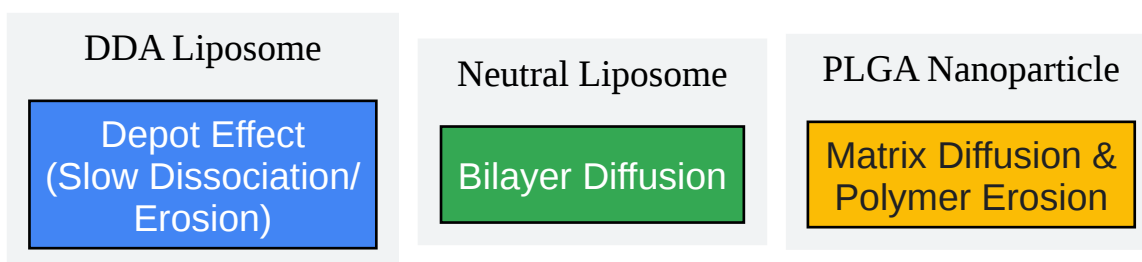 DDA Liposome
Depot Effect
(Slow Dissociation/
Erosion)
Neutral Liposome
Bilayer Diffusion
PLGA Nanoparticle
Matrix Diffusion &
Polymer Erosion